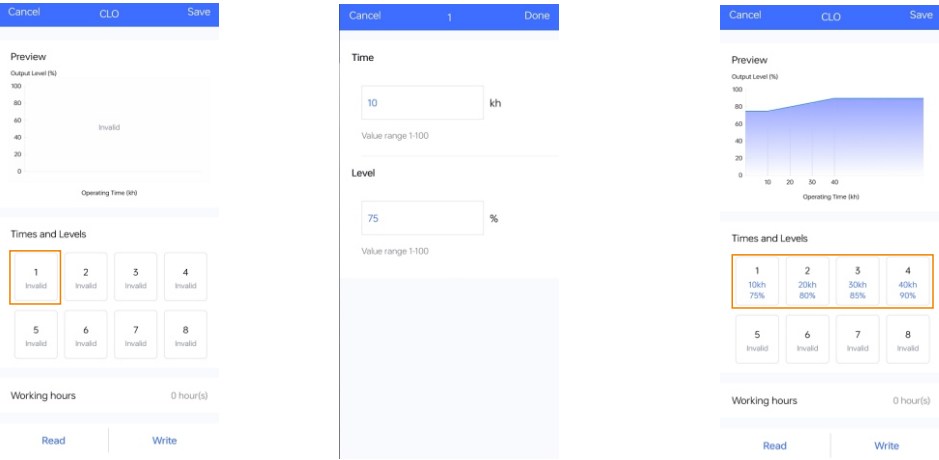 Cancel CLO Save
Preview
Output Level (%)
100
80
60
Invalid
40
20
0
Operating Time (kh)
Times and Levels
1 2 3 4
Invalid Invalid Invalid Invalid
5 6 7 8
Invalid Invalid Invalid Invalid
Working hours 0 hour(s)
Read Write
Cancel 1 Done
Time
10 kh
Value range 1-100
Level
75 %
Value range 1-100
Cancel CLO Save
Preview
Output Level (%)
100
80
60
40
20
0
10 20 30 40
Operating Time (kh)
Times and Levels
1 2 3 4
10kh 20kh 30kh 40kh
75% 80% 85% 90%
5 6 7 8
Invalid Invalid Invalid Invalid
Working hours 0 hour(s)
Read Write